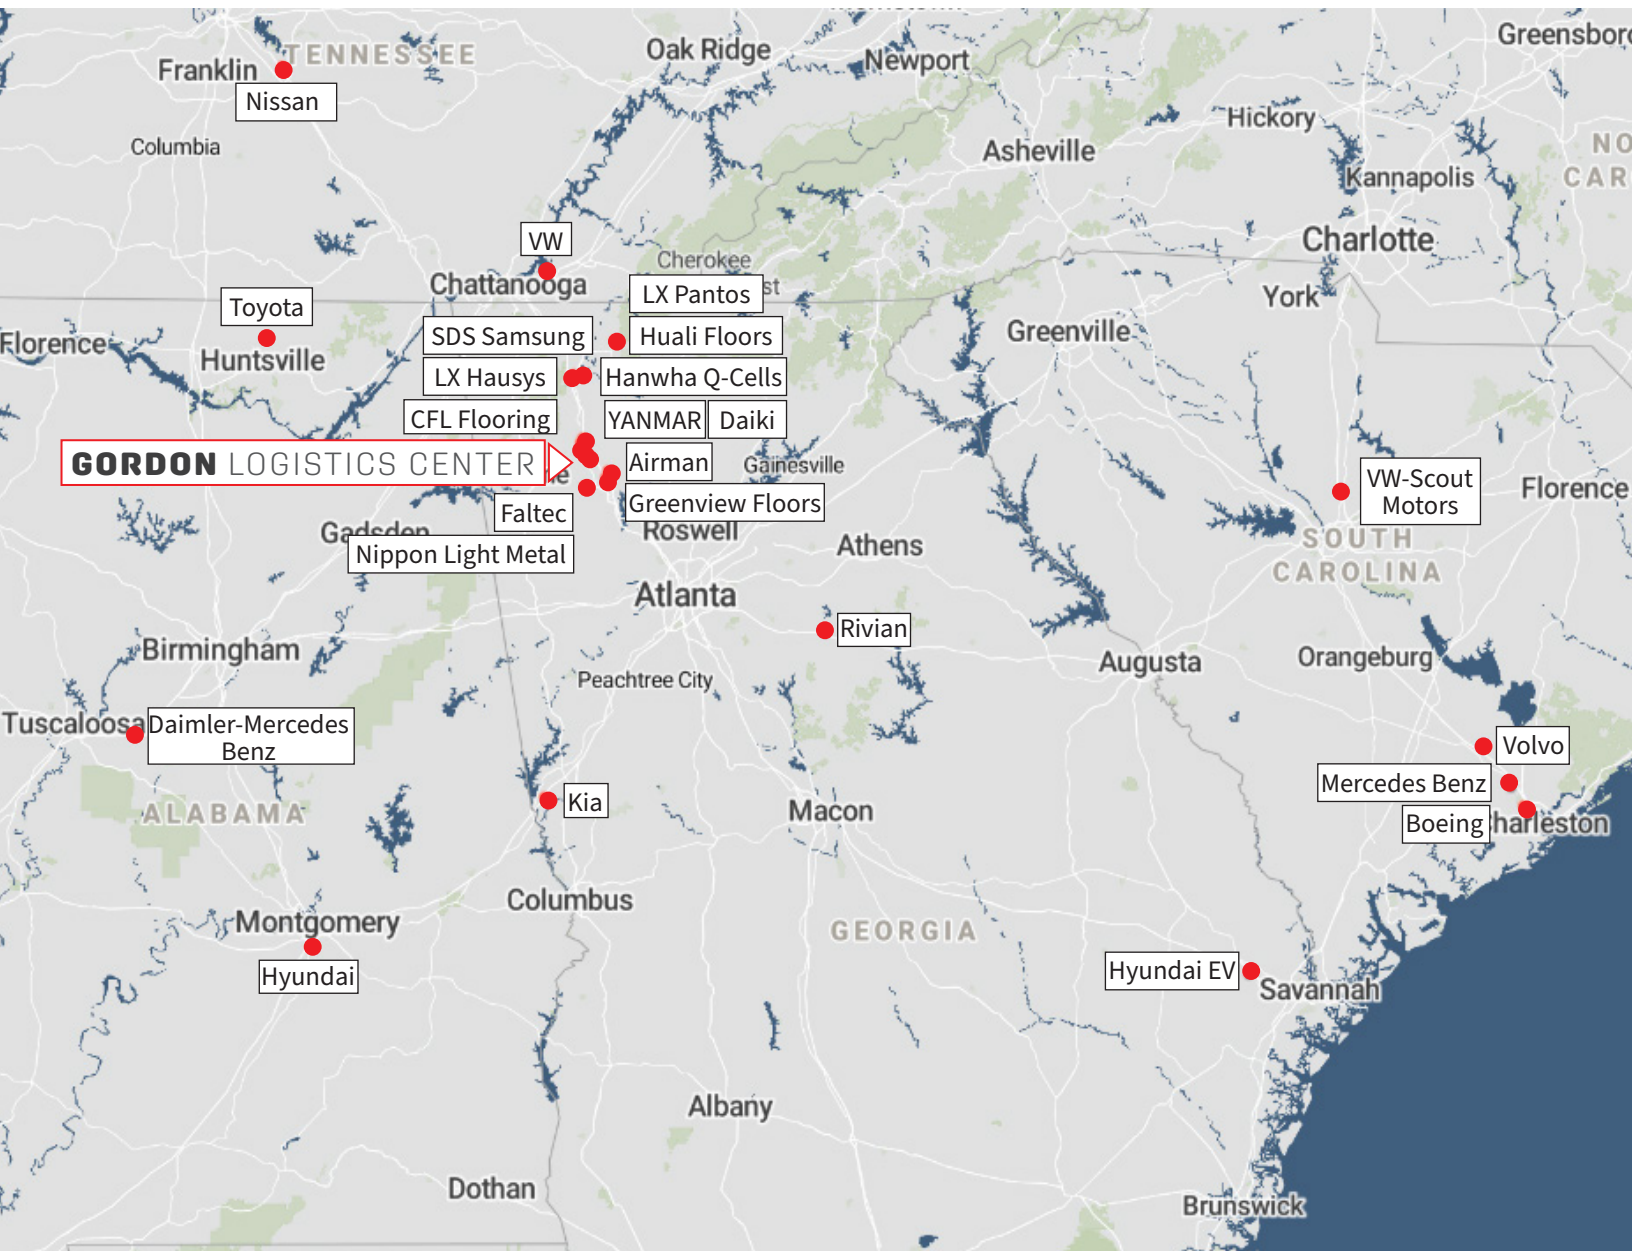 Greensboro
Oak Ridge
TENNESSEE
Newport
Franklin
Nissan
Hickory
Columbia
Asheville
NO
CAR
Kannapolis
VW
Charlotte
Cherokee
Chattanooga
LX Pantos
st
York
Toyota
SDS Samsung
Huali Floors
Greenville
Florence
Huntsville
LX Hausys
Hanwha Q-Cells
CFL Flooring
YANMAR
Daiki
GORDON LOGISTICS CENTER
Airman
Gainesville
VW-Scout
Motors
Florence
Greenview Floors
Faltec
Gadsden
Roswell
SOUTH
CAROLINA
Nippon Light Metal
Athens
Atlanta
Rivian
Birmingham
Orangeburg
Augusta
Peachtree City
Tuscaloosa
Daimler-Mercedes
Benz
Volvo
Mercedes Benz
Kia
ALABAMA
Macon
Boeing
harleston
Columbus
Montgomery
GEORGIA
Hyundai
Hyundai EV
Savannah
Albany
Dothan
Brunswick